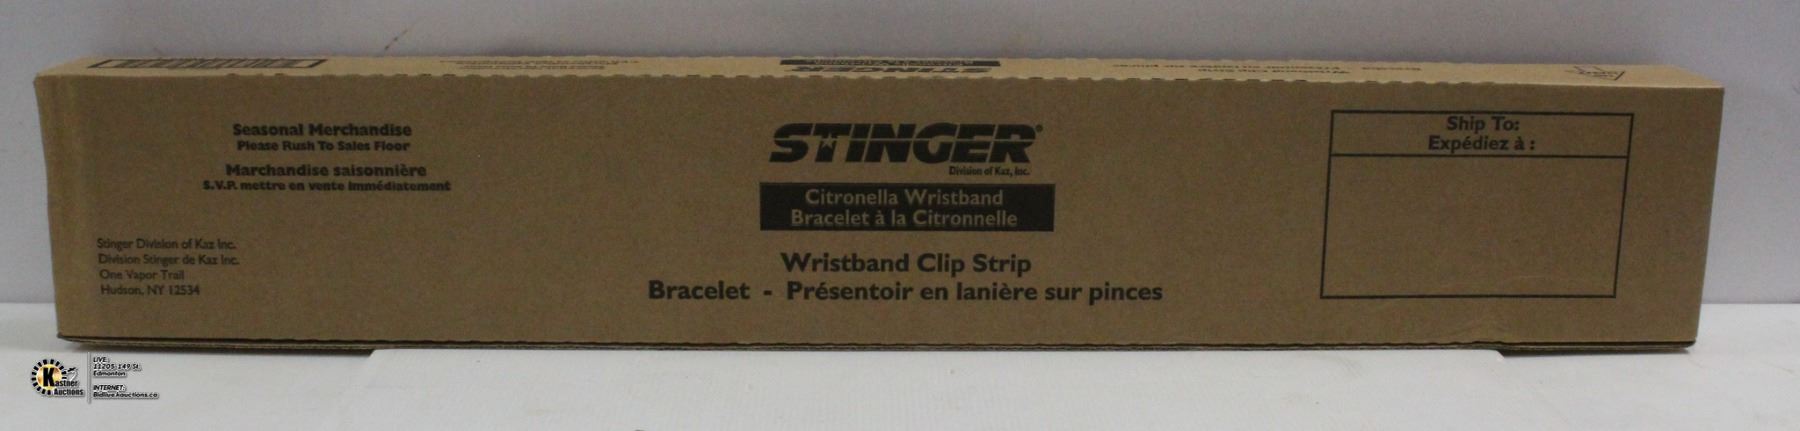 STINGER
Seasonal Merchandise
Please Rush To Sales Floor
Marchandise saisonnière
S.V.P. mettre en vente immédiatement
Stinger Division of Kaz Inc.
Division Stinger de Kaz Inc.
One Vapor Trail
Hudson, NY 12534
STINGER®
Division of Kaz, Inc.
Citronella Wristband
Bracelet à la Citronnelle
Wristband Clip Strip
Bracelet - Présentoir en lanière sur pinces
Ship To:
Expédiez à :
Kastner
Auctions
LIVE:
11205-149 St.
Edmonton
INTERNET:
Bidlive.kauctions.ca